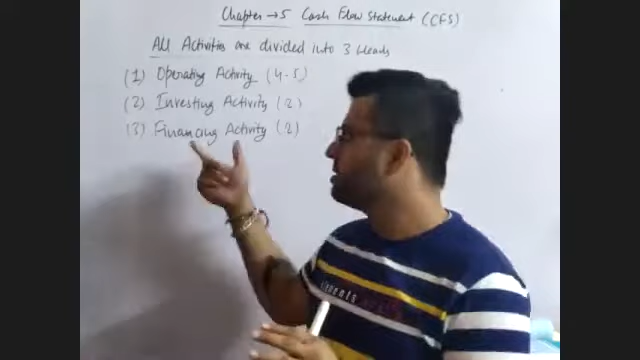 Chapter → 5 Cash Flow Statement (CFS)
All Activities are divided into 3 Heads
(1) Operating Activity (4-5)
(2) Investing Activity (2)
(3) Financing Activity (2)